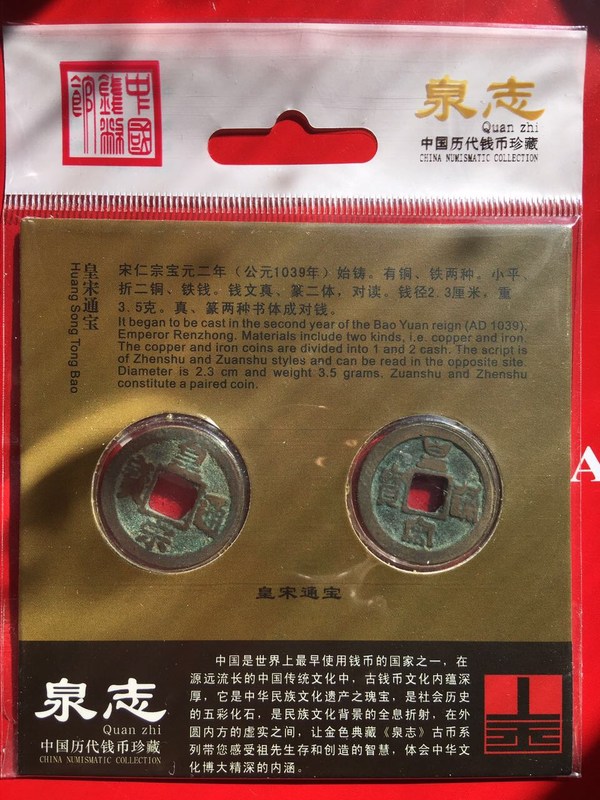 中國
錢幣
館
泉志
Quan zhi
中国历代钱币珍藏
CHINA NUMISMATIC COLLECTION
皇宋通宝
Huang Song Tong Bao
宋仁宗宝元二年（公元1039年）始铸。有铜、铁两种。小平、
折二铜、铁钱。钱文真、篆二体，对读。钱径2.3厘米，重
3.5克。真、篆两种书体成对钱。
It began to be cast in the second year of the Bao Yuan reign (AD 1039),
Emperor Renzhong. Materials include two kinds, i.e. copper and iron.
The copper and iron coins are divided into 1 and 2 cash. The script is
of Zhenshu and Zuanshu styles and can be read in the opposite site.
Diameter is 2.3 cm and weight 3.5 grams. Zuanshu and Zhenshu
constitute a paired coin.
皇宋通寶
皇宋通寶
A
皇宋通宝
泉志
Quan zhi
中国历代钱币珍藏
CHINA NUMISMATIC COLLECTION
中国是世界上最早使用钱币的国家之一，在
源远流长的中国传统文化中，古钱币文化内蕴深
厚，它是中华民族文化遗产之瑰宝，是社会历史
的五彩化石，是民族文化背景的全息折射，在外
圆内方的虚实之间，让金色典藏《泉志》古币系
列带您感受祖先生存和创造的智慧，体会中华文
化博大精深的内涵。